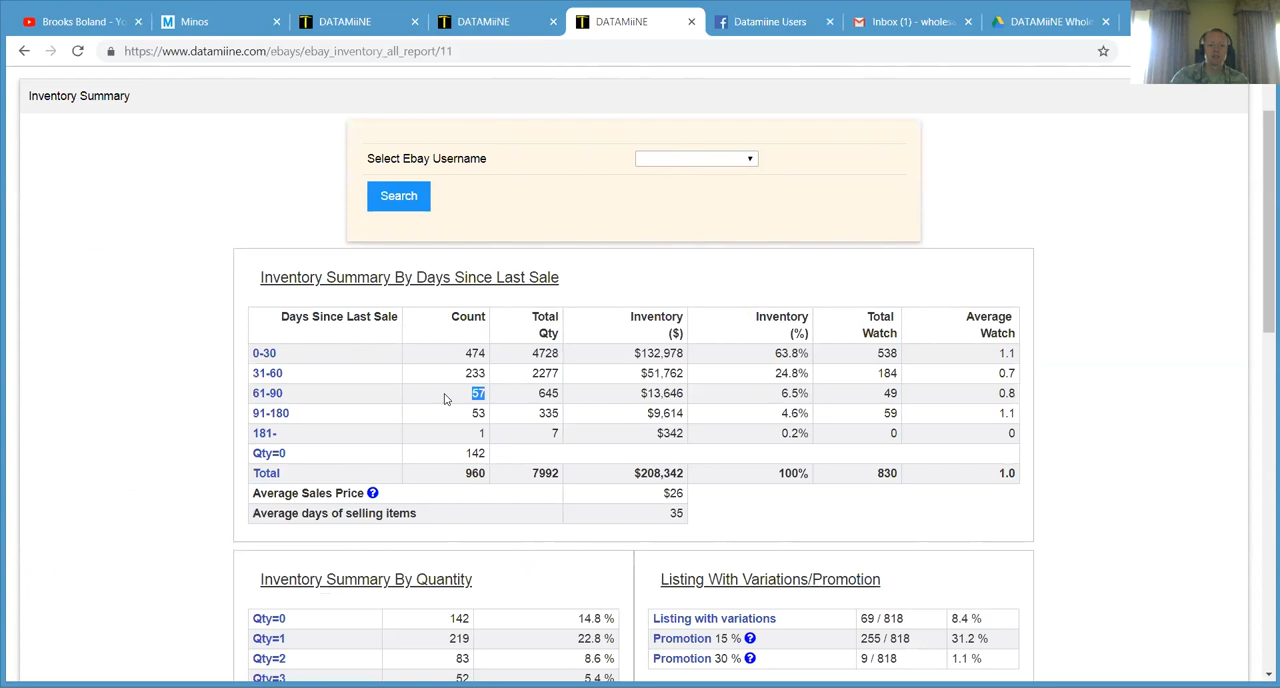 Brooks Boland - Yo
Minos
DATAMiiNE
DATAMiiNE
DATAMiiNE
Datamiine Users
Inbox (1) - wholes
DATAMiiNE Whol
https://www.datamiine.com/ebays/ebay_inventory_all_report/11
Inventory Summary
Select Ebay Username
Search
Inventory Summary By Days Since Last Sale
Days Since Last Sale Count Total Qty Inventory ($) Inventory (%) Total Watch Average Watch
0-30 474 4728 $132,978 63.8% 538 1.1
31-60 233 2277 $51,762 24.8% 184 0.7
61-90 57 645 $13,646 6.5% 49 0.8
91-180 53 335 $9,614 4.6% 59 1.1
181- 1 7 $342 0.2% 0 0
Qty=0 142
Total 960 7992 $208,342 100% 830 1.0
Average Sales Price ? $26
Average days of selling items 35
Inventory Summary By Quantity
Qty=0 142 14.8 %
Qty=1 219 22.8 %
Qty=2 83 8.6 %
Qty=3 52 5.4 %
Listing With Variations/Promotion
Listing with variations 69 / 818 8.4 %
Promotion 15 % ? 255 / 818 31.2 %
Promotion 30 % ? 9 / 818 1.1 %